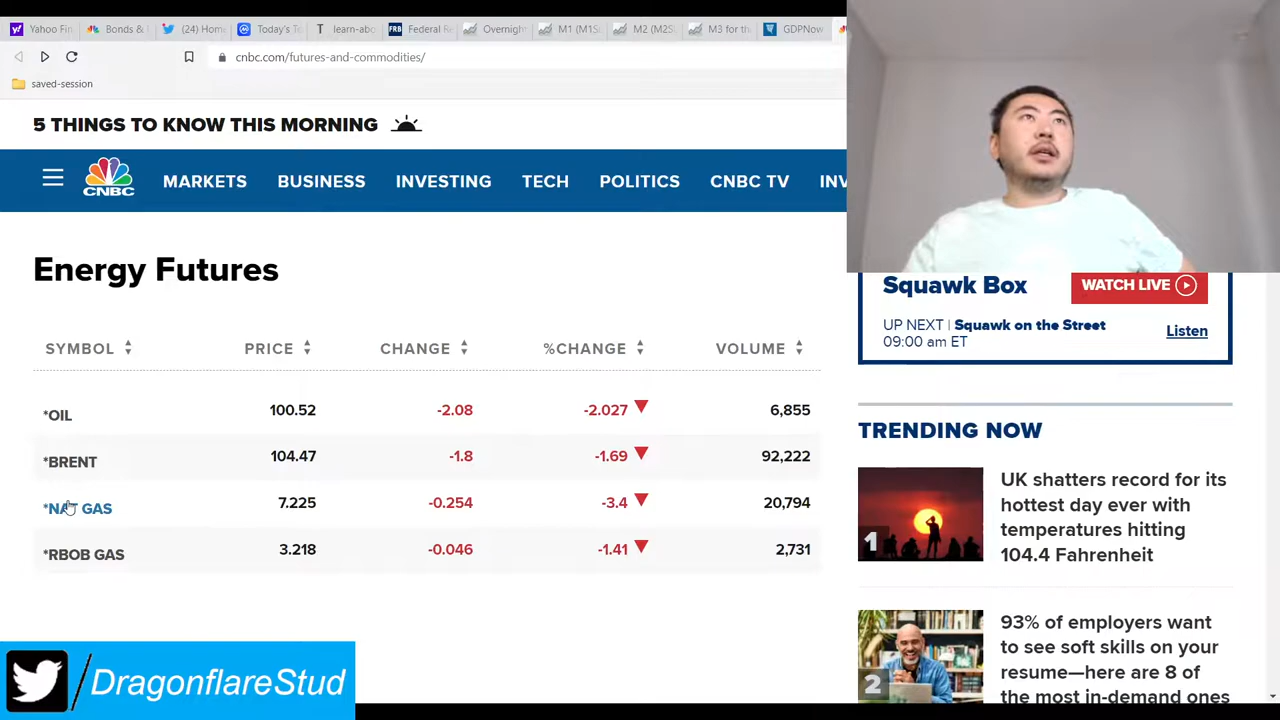 Yahoo Fin
Bonds &
(24) Hom
Today's To
learn-abo
FRB
Federal R
Overnigh
M1 (M1S
M2 (M2S
M3 for th
GDPNow
cnbc.com/futures-and-commodities/
saved-session
5 THINGS TO KNOW THIS MORNING
CNBC
MARKETS BUSINESS INVESTING TECH POLITICS CNBC TV INV
Energy Futures
SYMBOL PRICE CHANGE %CHANGE VOLUME
*OIL 100.52 -2.08 -2.027 6,855
*BRENT 104.47 -1.8 -1.69 92,222
*NAT GAS 7.225 -0.254 -3.4 20,794
*RBOB GAS 3.218 -0.046 -1.41 2,731
Squawk Box
WATCH LIVE
UP NEXT | Squawk on the Street
09:00 am ET
Listen
TRENDING NOW
1
UK shatters record for its
hottest day ever with
temperatures hitting
104.4 Fahrenheit
2
93% of employers want
to see soft skills on your
resume—here are 8 of
the most in-demand ones
DragonflareStud